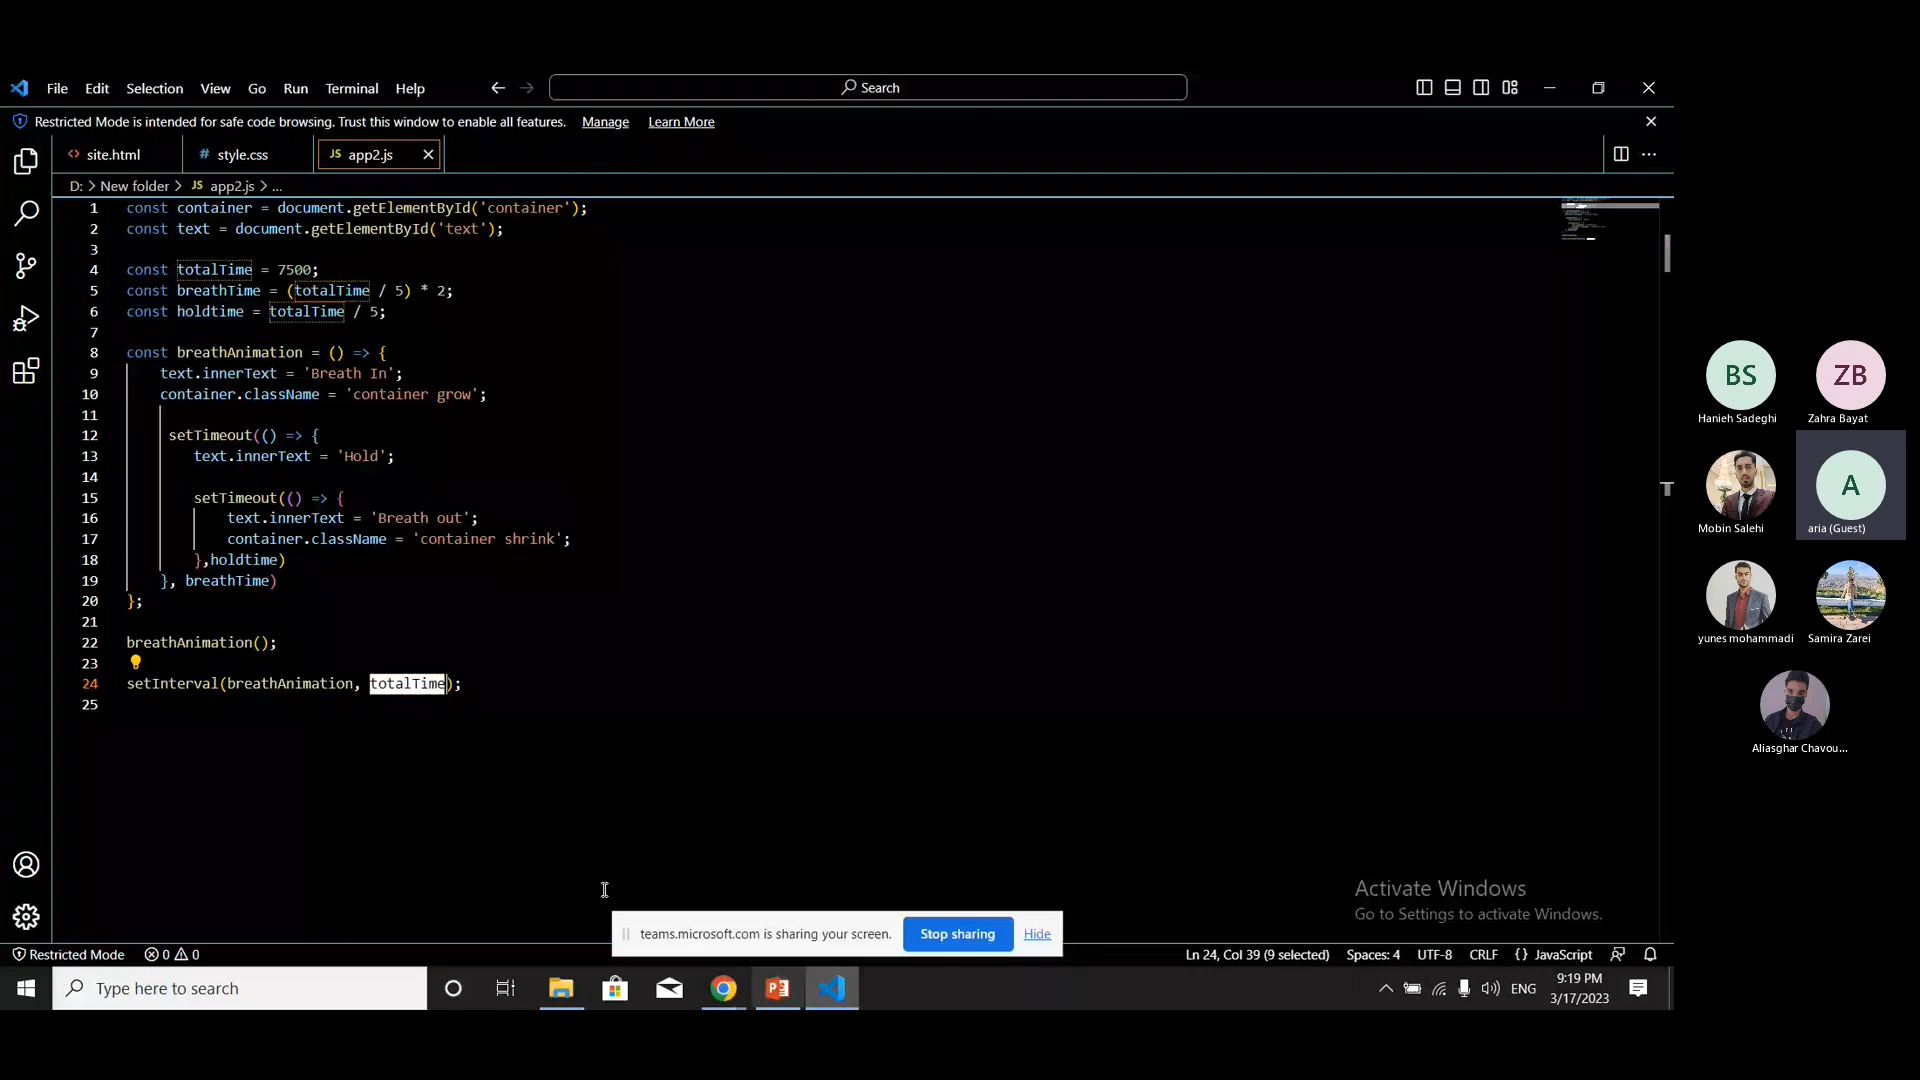 File Edit Selection View Go Run Terminal Help
Search
Restricted Mode is intended for safe code browsing. Trust this window to enable all features. Manage Learn More
<> site.html
# style.css
JS app2.js
D: > New folder > JS app2.js > ...
1 const container = document.getElementById('container');
2 const text = document.getElementById('text');
3
4 const totalTime = 7500;
5 const breathTime = (totalTime / 5) * 2;
6 const holdtime = totalTime / 5;
7
8 const breathAnimation = () => {
9 text.innerText = 'Breath In';
10 container.className = 'container grow';
11
12 setTimeout(() => {
13 text.innerText = 'Hold';
14
15 setTimeout(() => {
16 text.innerText = 'Breath out';
17 container.className = 'container shrink';
18 },holdtime)
19 }, breathTime)
20 };
21
22 breathAnimation();
23
24 setInterval(breathAnimation, totalTime);
25
BS
Hanieh Sadeghi
ZB
Zahra Bayat
Mobin Salehi
A
aria (Guest)
yunes mohammadi
Samira Zarei
Aliasghar Chavou...
Activate Windows
Go to Settings to activate Windows.
teams.microsoft.com is sharing your screen. Stop sharing Hide
Restricted Mode 0 0
Ln 24, Col 39 (9 selected) Spaces: 4 UTF-8 CRLF {} JavaScript
Type here to search
ENG
9:19 PM
3/17/2023